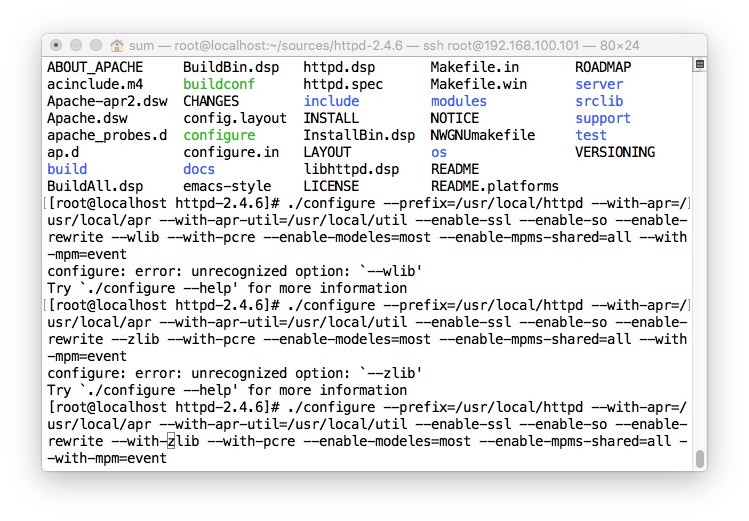 sum — root@localhost:~/sources/httpd-2.4.6 — ssh root@192.168.100.101 — 80×24
ABOUT_APACHE BuildBin.dsp httpd.dsp Makefile.in ROADMAP
acinclude.m4 buildconf httpd.spec Makefile.win server
Apache-apr2.dsw CHANGES include modules srclib
Apache.dsw config.layout INSTALL NOTICE support
apache_probes.d configure InstallBin.dsp NWGNUmakefile test
ap.d configure.in LAYOUT os VERSIONING
build docs libhttpd.dsp README
BuildAll.dsp emacs-style LICENSE README.platforms
[[root@localhost httpd-2.4.6]# ./configure --prefix=/usr/local/httpd --with-apr=/]
usr/local/apr --with-apr-util=/usr/local/util --enable-ssl --enable-so --enable-
rewrite --wlib --with-pcre --enable-modeles=most --enable-mpms-shared=all --with
-mpm=event
configure: error: unrecognized option: `--wlib'
Try `./configure --help' for more information
[[root@localhost httpd-2.4.6]# ./configure --prefix=/usr/local/httpd --with-apr=/]
usr/local/apr --with-apr-util=/usr/local/util --enable-ssl --enable-so --enable-
rewrite --zlib --with-pcre --enable-modeles=most --enable-mpms-shared=all --with
-mpm=event
configure: error: unrecognized option: `--zlib'
Try `./configure --help' for more information
[root@localhost httpd-2.4.6]# ./configure --prefix=/usr/local/httpd --with-apr=/
usr/local/apr --with-apr-util=/usr/local/util --enable-ssl --enable-so --enable-
rewrite --with-zlib --with-pcre --enable-modeles=most --enable-mpms-shared=all -
-with-mpm=event